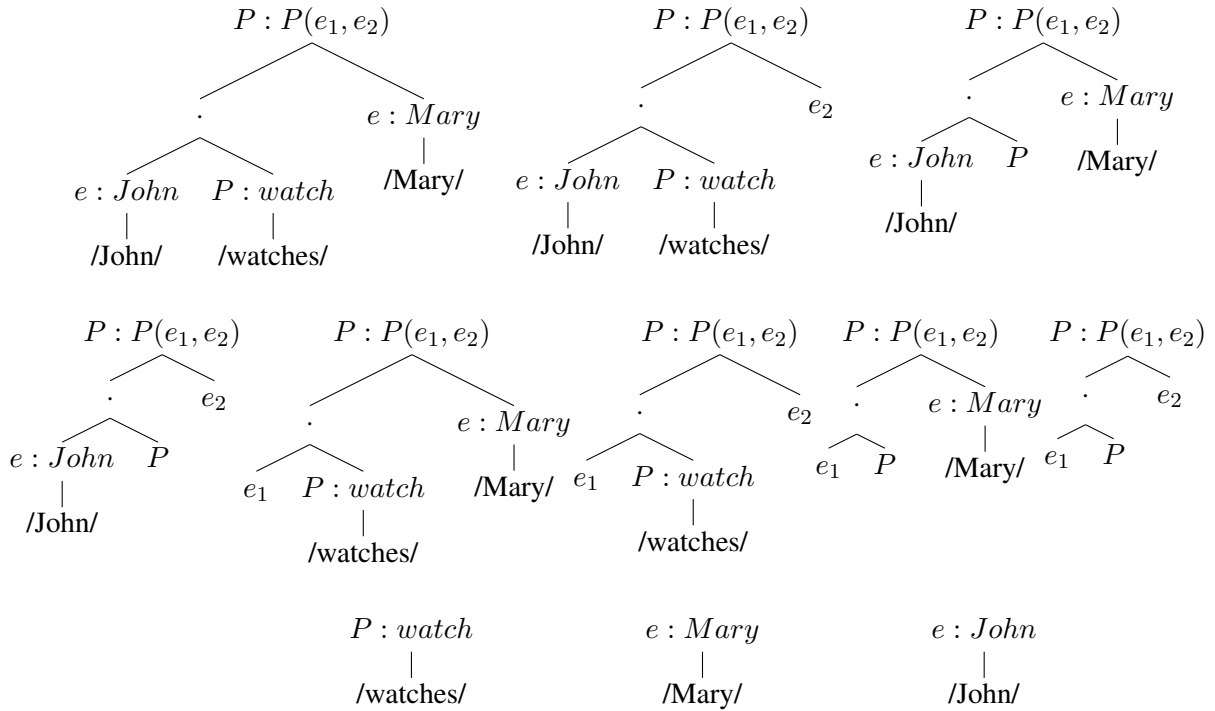 P : P(e₁, e₂) P : P(e₁, e₂) P : P(e₁, e₂)
. e : Mary . e₂ . e : Mary
e : John P : watch /Mary/ e : John P : watch e : John P /Mary/
/John/ /watches/ /John/ /watches/ /John/
P : P(e₁, e₂) P : P(e₁, e₂) P : P(e₁, e₂) P : P(e₁, e₂) P : P(e₁, e₂)
. e₂ . e : Mary . e₂ . e : Mary . e₂
e : John P e₁ P : watch /Mary/ e₁ P : watch e₁ P /Mary/ e₁ P
/John/ /watches/ /watches/
P : watch e : Mary e : John
/watches/ /Mary/ /John/